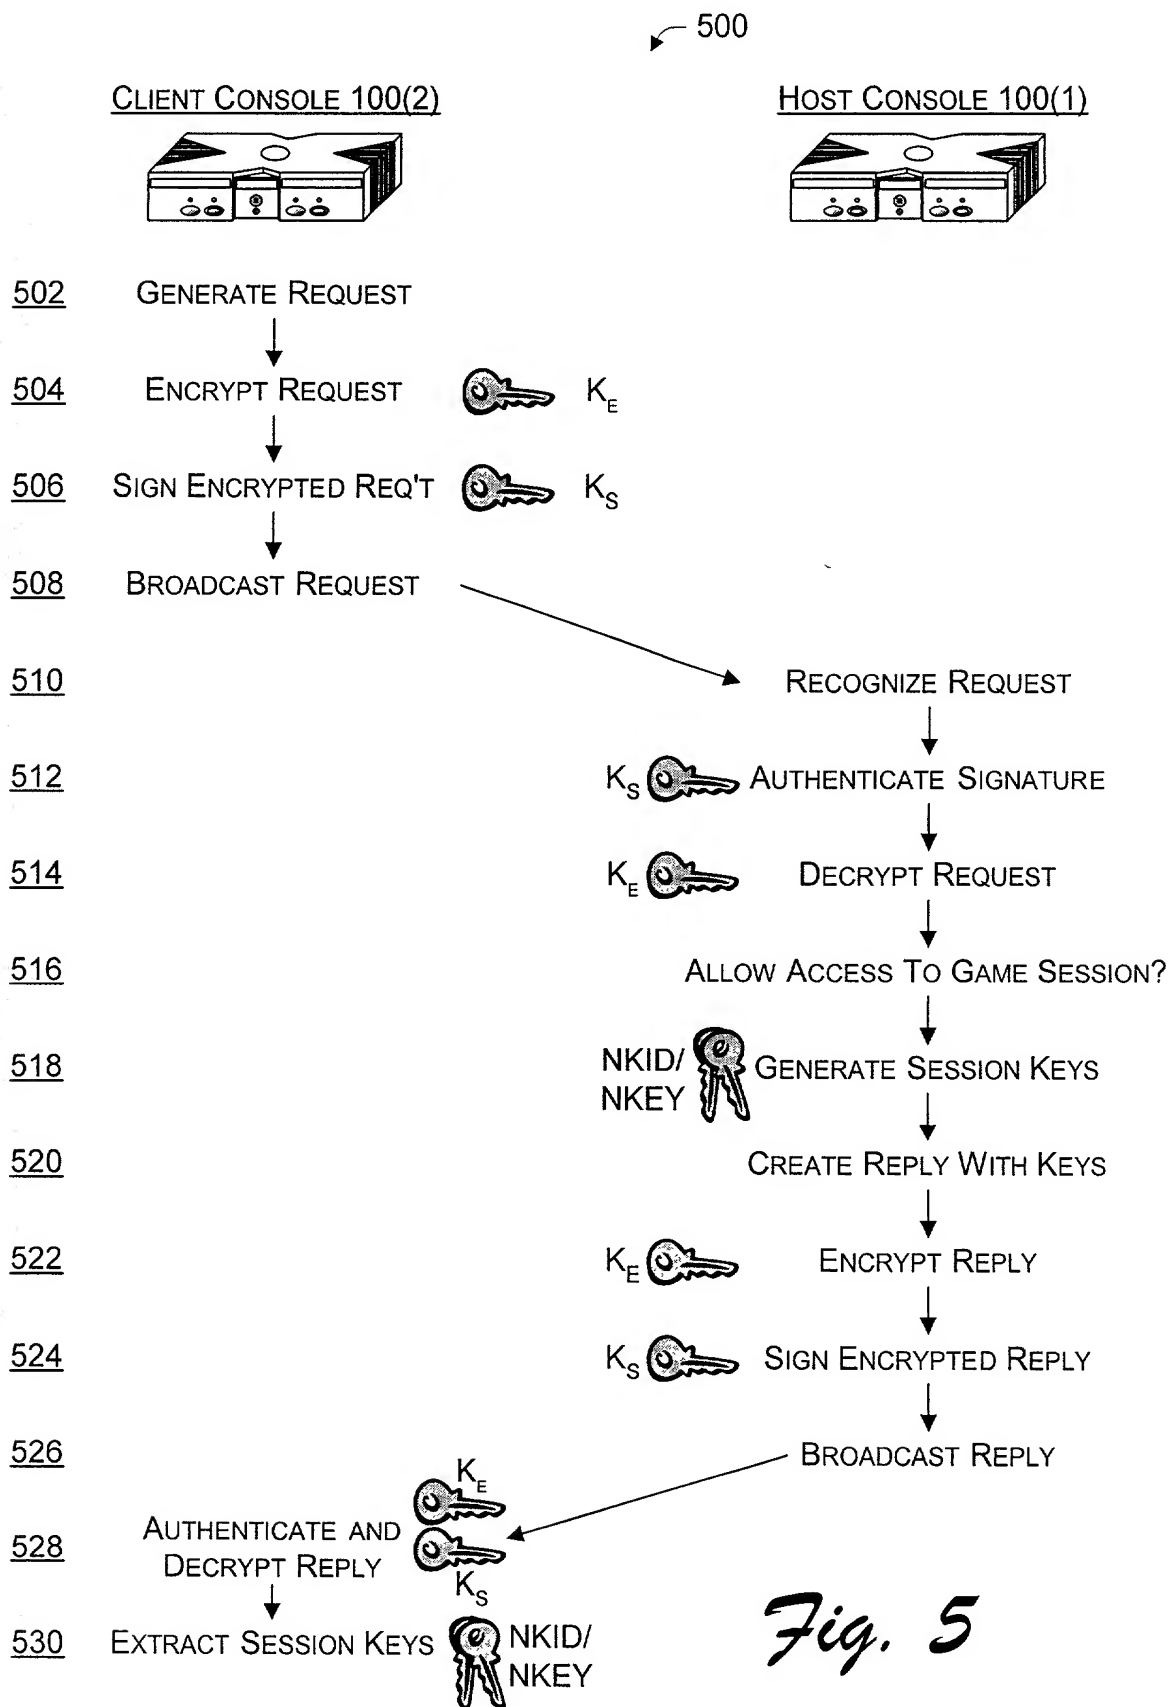 500
CLIENT CONSOLE 100(2)
HOST CONSOLE 100(1)
502 GENERATE REQUEST
504 ENCRYPT REQUEST KE
506 SIGN ENCRYPTED REQ'T KS
508 BROADCAST REQUEST
510 RECOGNIZE REQUEST
512 KS AUTHENTICATE SIGNATURE
514 KE DECRYPT REQUEST
516 ALLOW ACCESS TO GAME SESSION?
518 NKID/
NKEY GENERATE SESSION KEYS
520 CREATE REPLY WITH KEYS
522 KE ENCRYPT REPLY
524 KS SIGN ENCRYPTED REPLY
526 BROADCAST REPLY
KE
528 AUTHENTICATE AND
DECRYPT REPLY
KS
530 EXTRACT SESSION KEYS NKID/
NKEY
Fig. 5